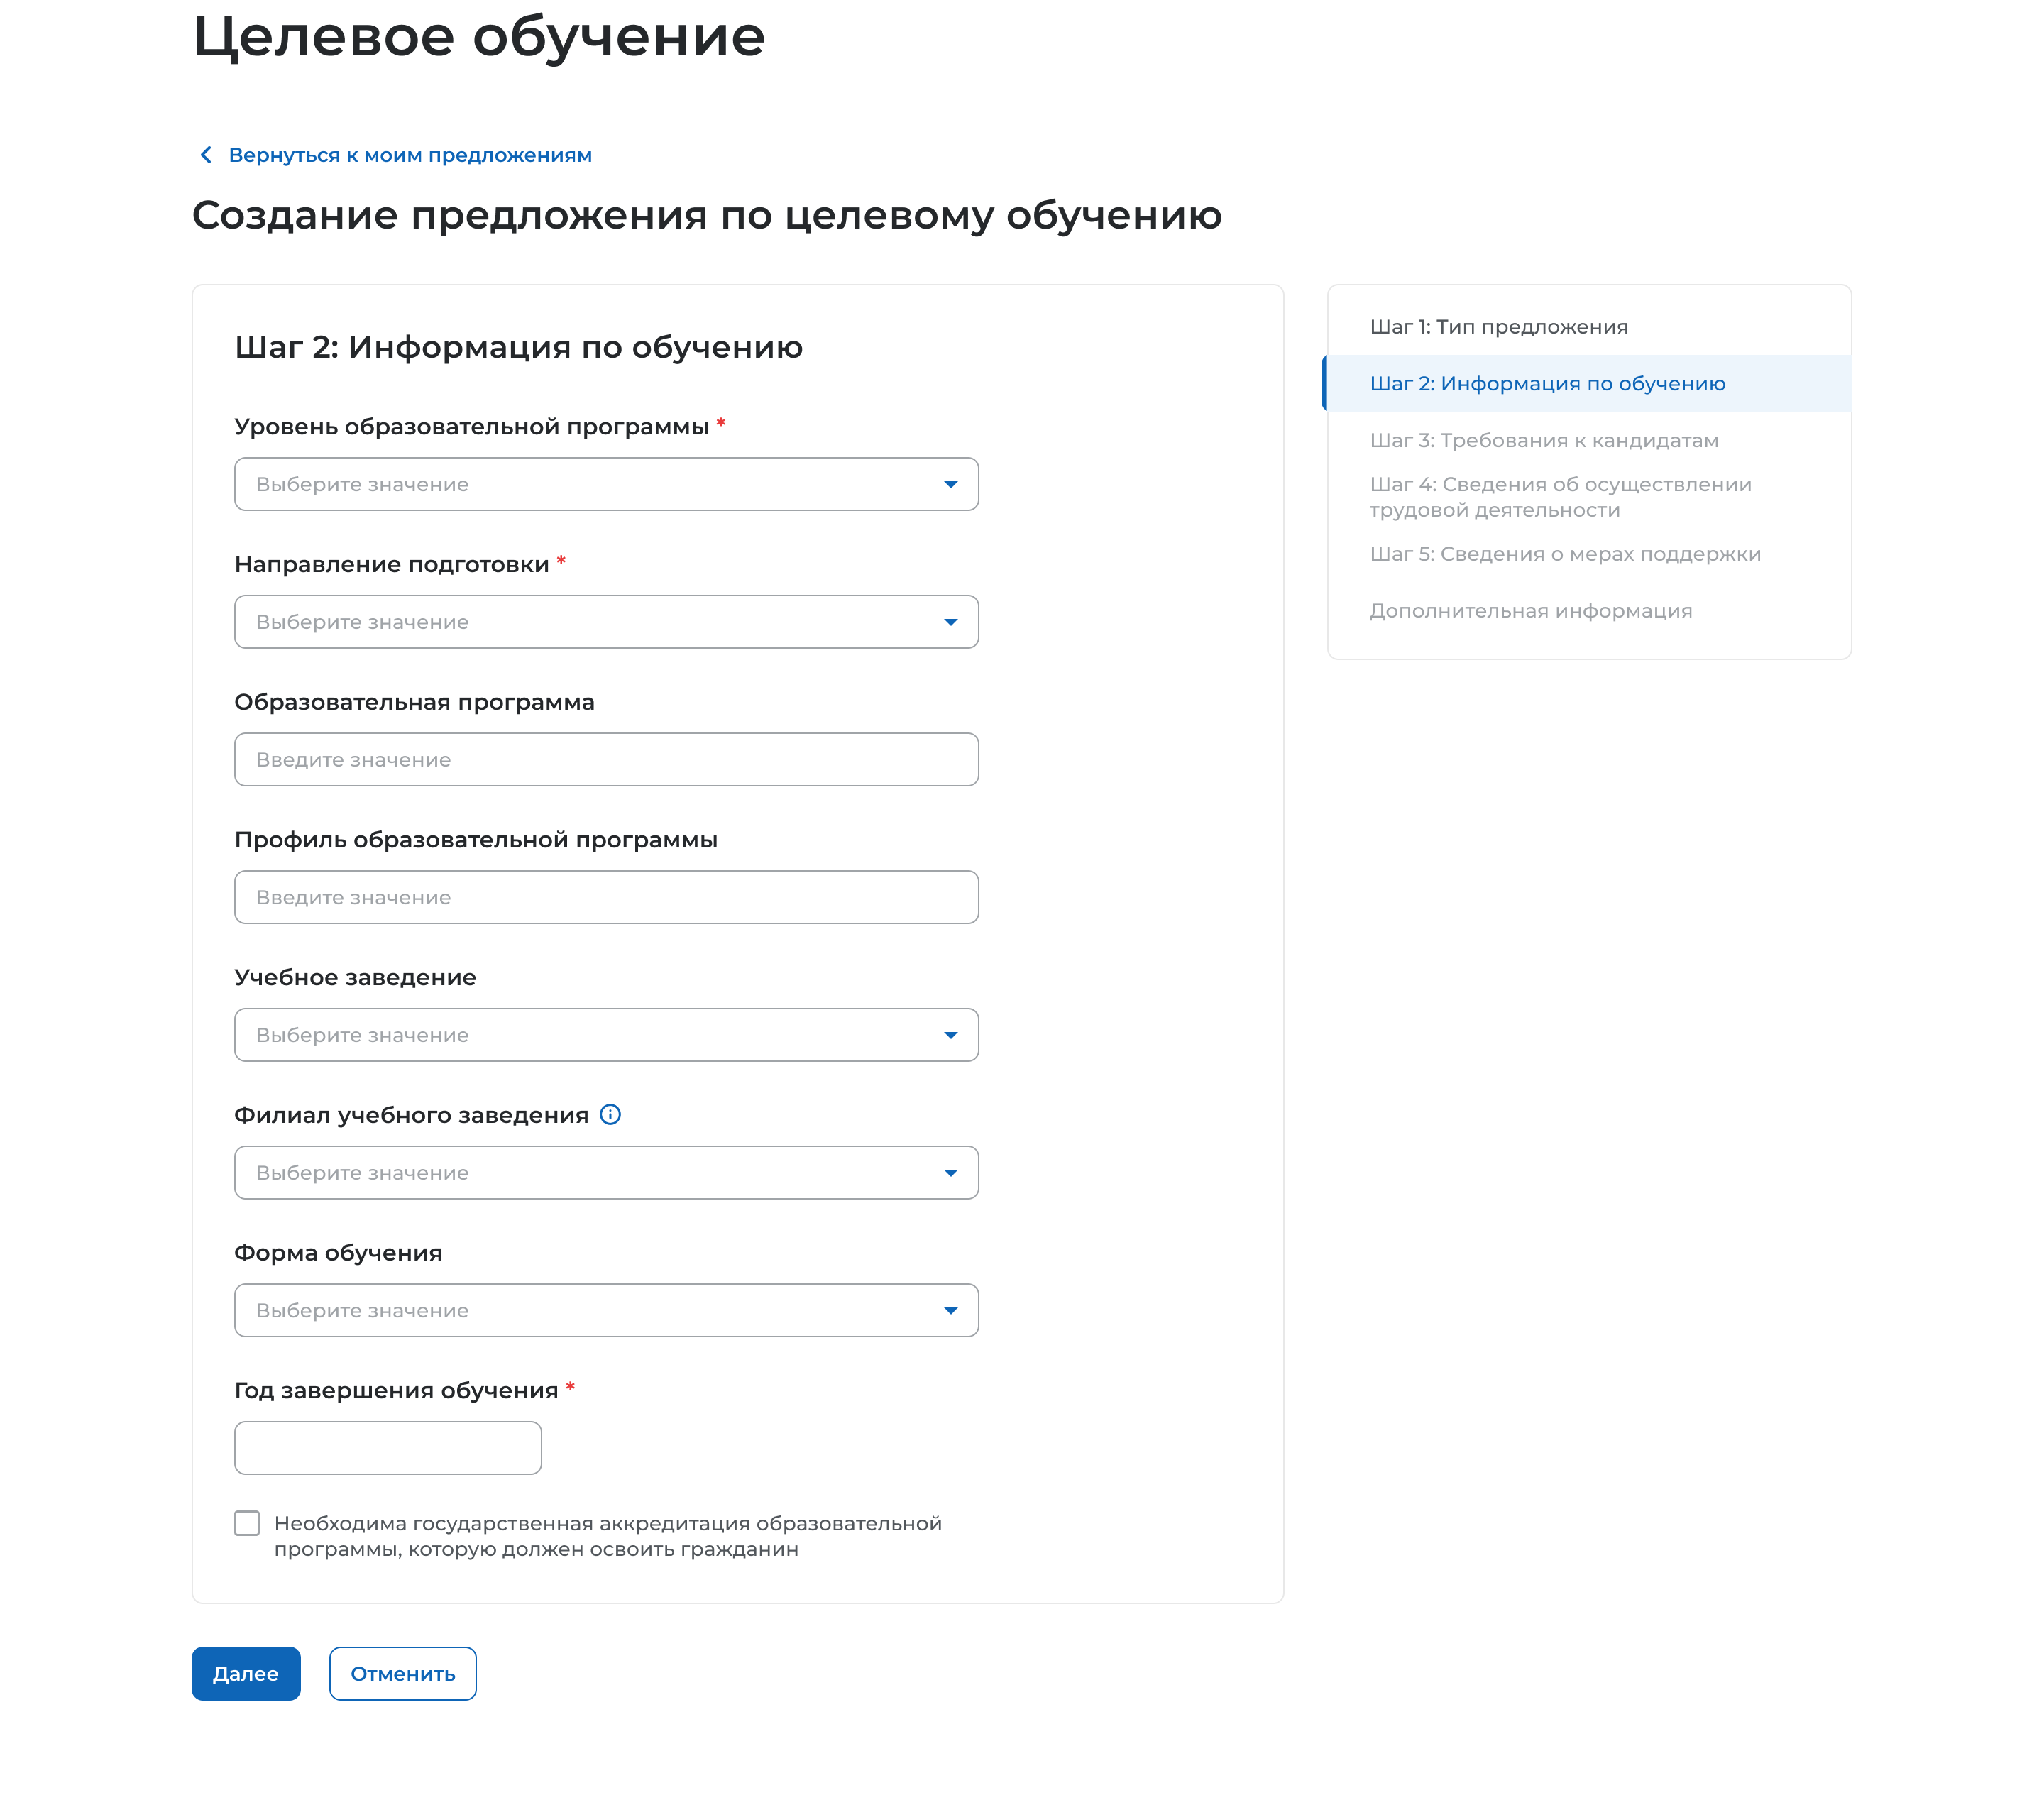 Целевое обучение
Вернуться к моим предложениям
Создание предложения по целевому обучению
Шаг 2: Информация по обучению
Уровень образовательной программы *
Выберите значение
Направление подготовки *
Выберите значение
Образовательная программа
Введите значение
Профиль образовательной программы
Введите значение
Учебное заведение
Выберите значение
Филиал учебного заведения
Выберите значение
Форма обучения
Выберите значение
Год завершения обучения *
Необходима государственная аккредитация образовательной
программы, которую должен освоить гражданин
Далее
Отменить
Шаг 1: Тип предложения
Шаг 2: Информация по обучению
Шаг 3: Требования к кандидатам
Шаг 4: Сведения об осуществлении
трудовой деятельности
Шаг 5: Сведения о мерах поддержки
Дополнительная информация